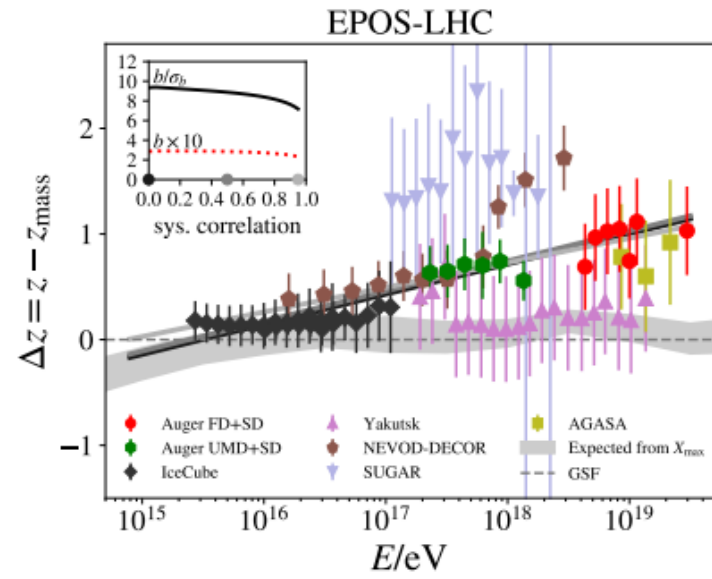 EPOS-LHC
12
10
8
6
4
2
0
b/σ_b
b × 10
0.0 0.2 0.4 0.6 0.8 1.0
sys. correlation
2
1
0
−1
Δz = z − z_mass
Auger FD+SD
Auger UMD+SD
IceCube
Yakutsk
NEVOD-DECOR
SUGAR
AGASA
Expected from X_max
GSF
10^15 10^16 10^17 10^18 10^19
E/eV